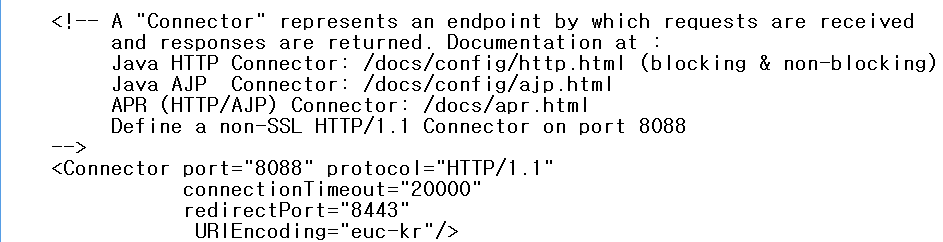 <!-- A "Connector" represents an endpoint by which requests are received
and responses are returned. Documentation at :
Java HTTP Connector: /docs/config/http.html (blocking & non-blocking)
Java AJP  Connector: /docs/config/ajp.html
APR (HTTP/AJP) Connector: /docs/apr.html
Define a non-SSL HTTP/1.1 Connector on port 8088
-->
<Connector port="8088" protocol="HTTP/1.1"
connectionTimeout="20000"
redirectPort="8443"
URIEncoding="euc-kr"/>